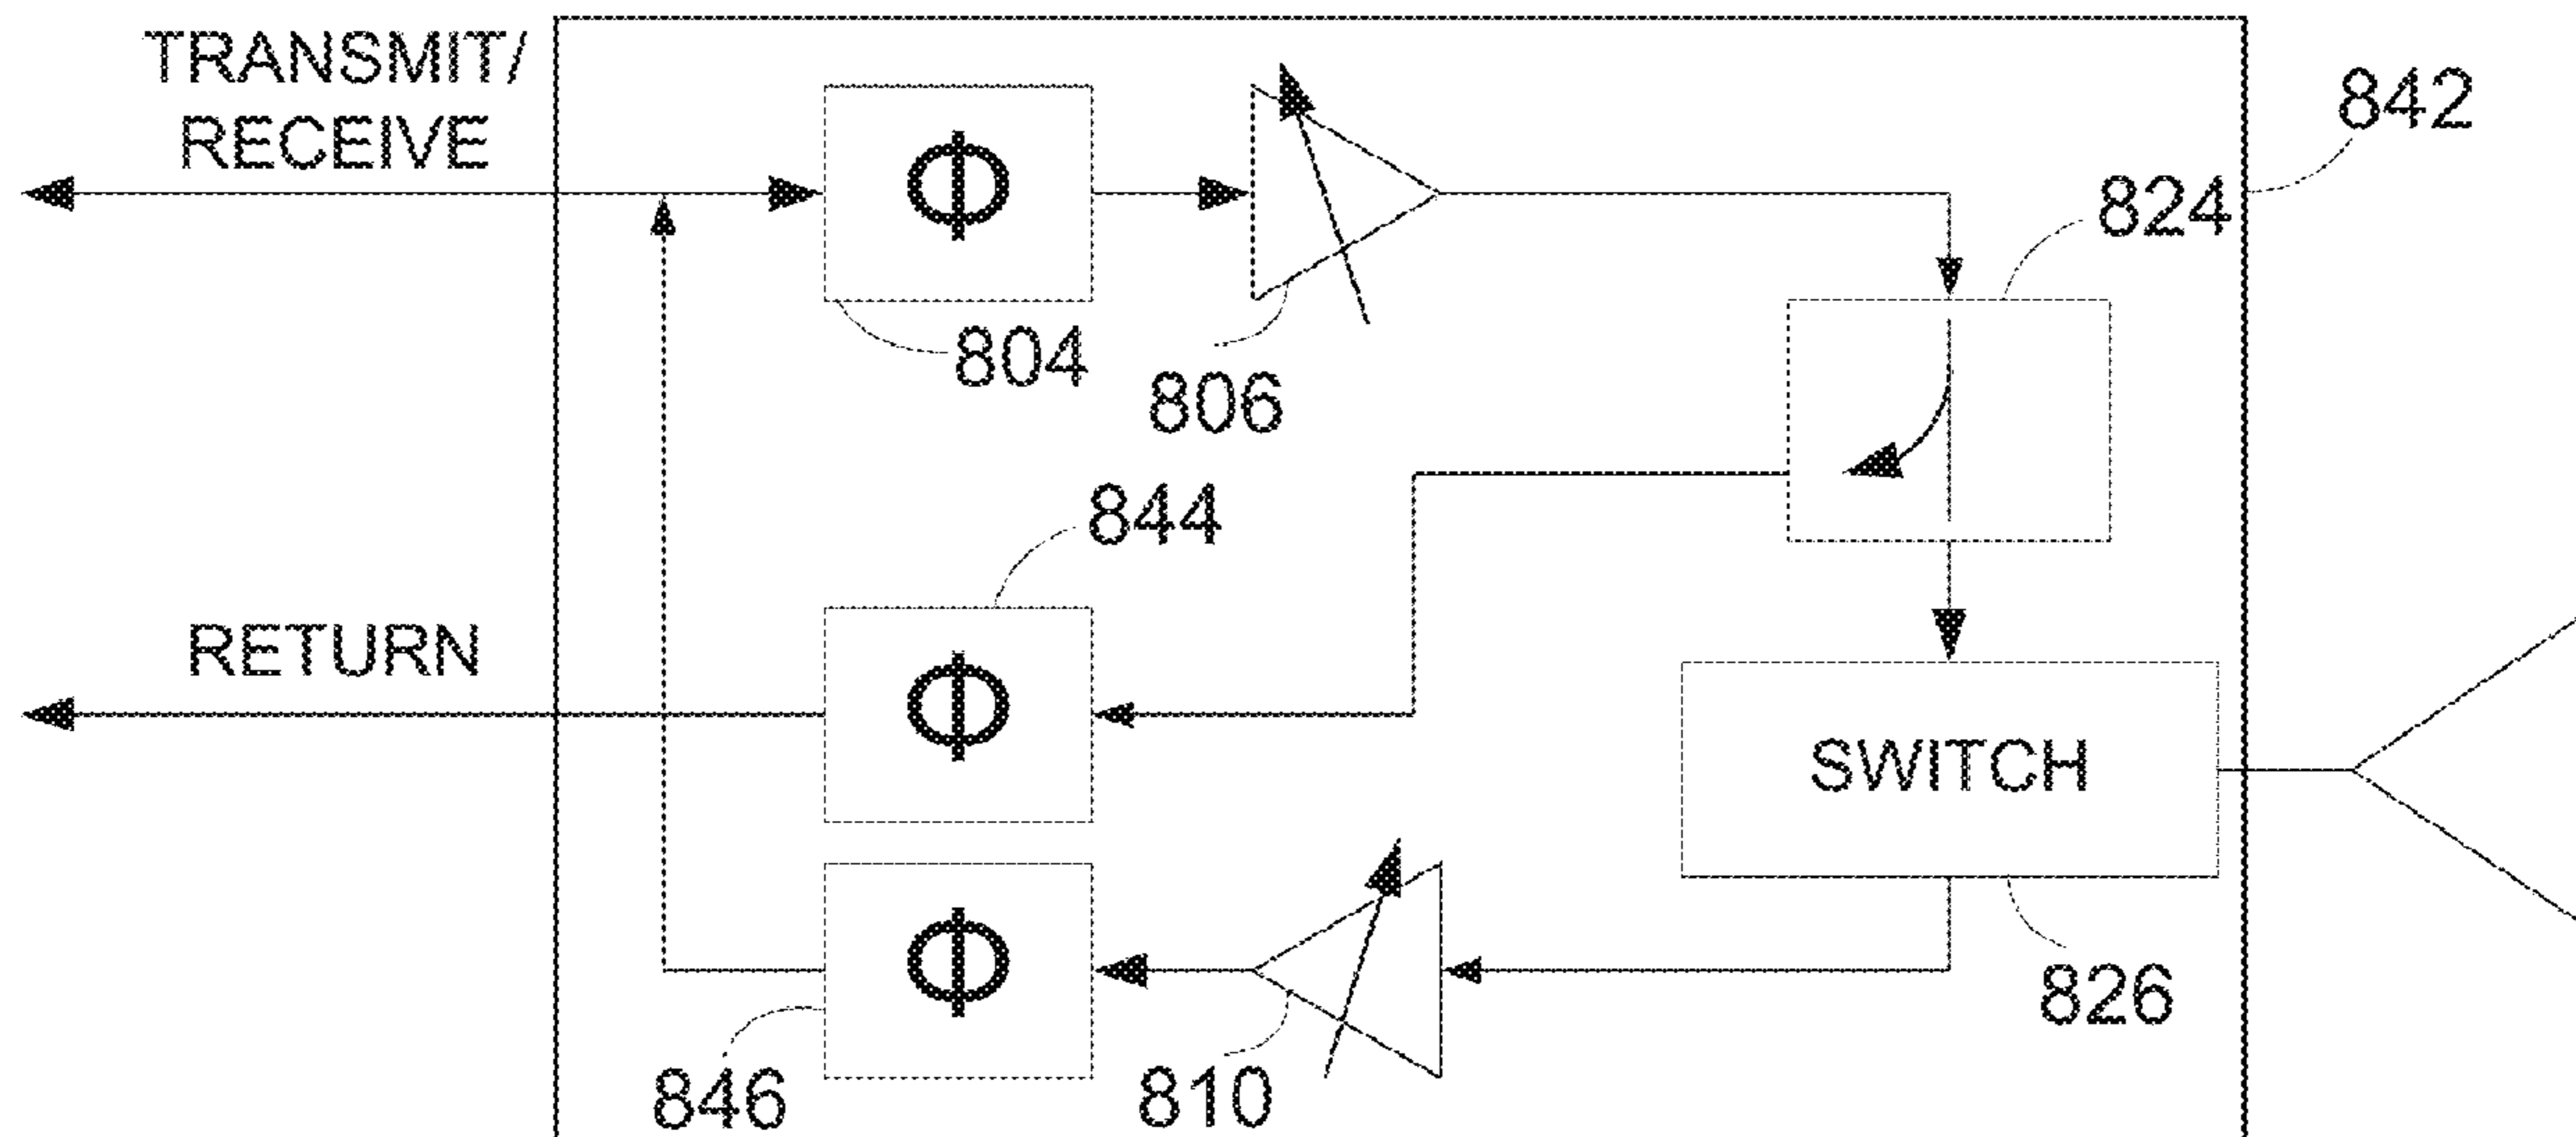 TRANSMIT/
RECEIVE
842
Φ
824
804
806
844
RETURN
Φ
SWITCH
Φ
826
846
810